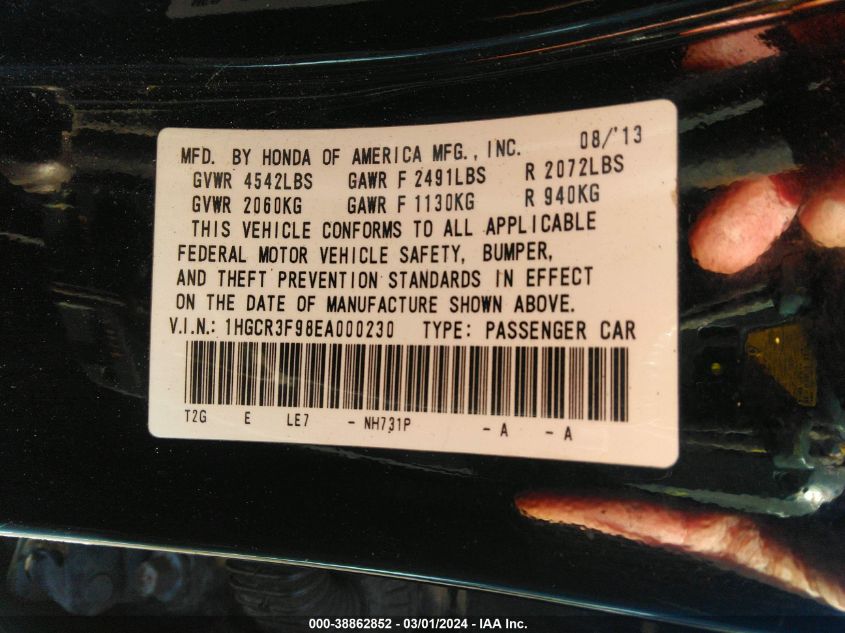 MFD. BY HONDA OF AMERICA MFG., INC. 08/'13
GVWR 4542LBS GAWR F 2491LBS R 2072LBS
GVWR 2060KG GAWR F 1130KG R 940KG
THIS VEHICLE CONFORMS TO ALL APPLICABLE
FEDERAL MOTOR VEHICLE SAFETY, BUMPER,
AND THEFT PREVENTION STANDARDS IN EFFECT
ON THE DATE OF MANUFACTURE SHOWN ABOVE.
V.I.N.: 1HGCR3F98EA000230 TYPE: PASSENGER CAR
T2G E LE7 - NH731P - A - A
000-38862852 - 03/01/2024 - IAA Inc.